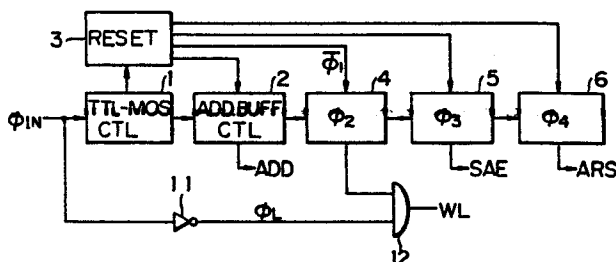 3 RESET
φ̄1
1 2 4 5 6
φIN TTL-MOS CTL ADD.BUFF CTL φ2 φ3 φ4
ADD SAE ARS
11 φL WL
12